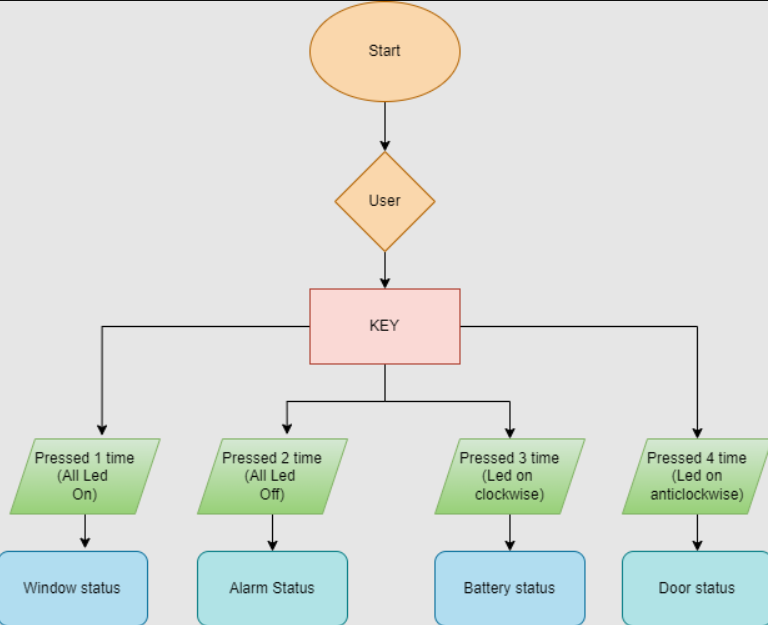 Start
User
KEY
Pressed 1 time
(All Led
On)
Pressed 2 time
(All Led
Off)
Pressed 3 time
(Led on
clockwise)
Pressed 4 time
(Led on
anticlockwise)
Window status
Alarm Status
Battery status
Door status